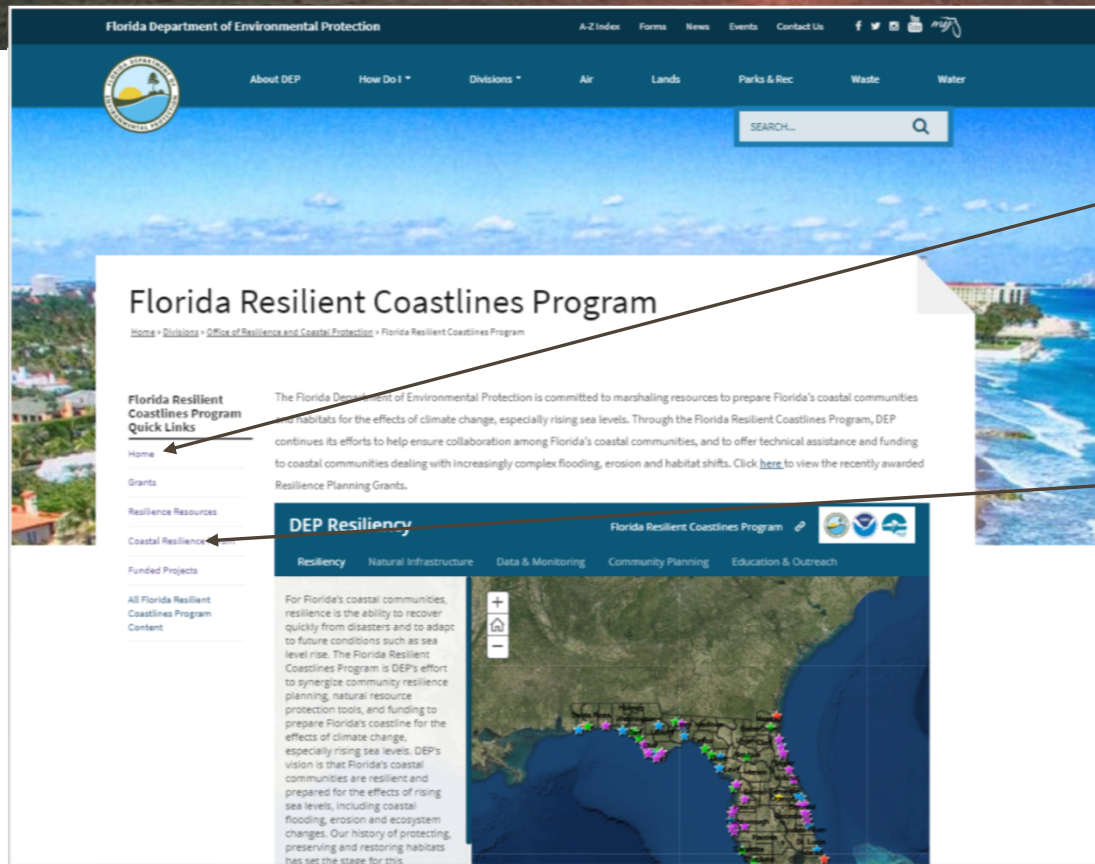 Florida Department of Environmental Protection
A-Z Index Forms News Events Contact Us
About DEP How Do I Divisions Air Lands Parks & Rec Waste Water
SEARCH...
Florida Resilient Coastlines Program
Home » Divisions » Office of Resilience and Coastal Protection » Florida Resilient Coastlines Program
Florida Resilient
Coastlines Program
Quick Links
Home
Grants
Resilience Resources
Coastal Resilience
Funded Projects
All Florida Resilient
Coastlines Program
Content
The Florida Department of Environmental Protection is committed to marshaling resources to prepare Florida's coastal communities
and habitats for the effects of climate change, especially rising sea levels. Through the Florida Resilient Coastlines Program, DEP
continues its efforts to help ensure collaboration among Florida's coastal communities, and to offer technical assistance and funding
to coastal communities dealing with increasingly complex flooding, erosion and habitat shifts. Click here to view the recently awarded
Resilience Planning Grants.
DEP Resiliency
Florida Resilient Coastlines Program
Resiliency Natural Infrastructure Data & Monitoring Community Planning Education & Outreach
For Florida's coastal communities,
resilience is the ability to recover
quickly from disasters and to adapt
to future conditions such as sea
level rise. The Florida Resilient
Coastlines Program is DEP's effort
to synergize community resilience
planning, natural resource
protection tools, and funding to
prepare Florida's coastline for the
effects of climate change,
especially rising sea levels. DEP's
vision is that Florida's coastal
communities are resilient and
prepared for the effects of rising
sea levels, including coastal
flooding, erosion and ecosystem
changes. Our history of protecting,
preserving and restoring habitats
has set the stage for this